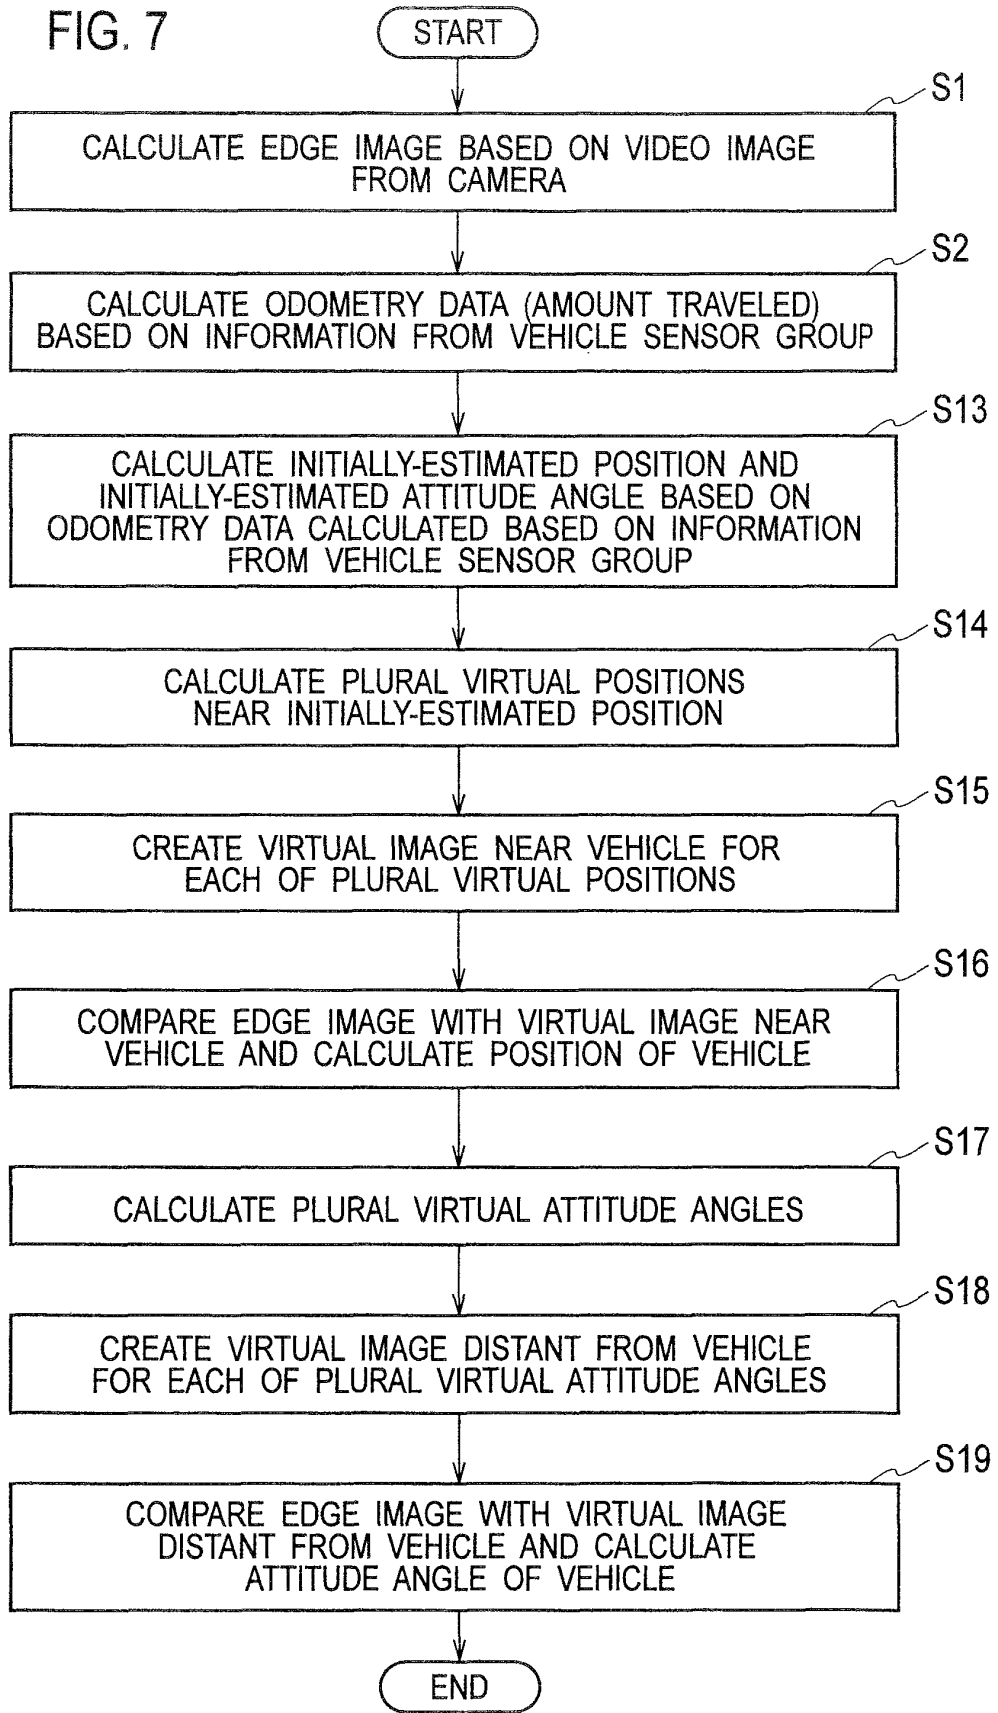 FIG. 7
START
S1
CALCULATE EDGE IMAGE BASED ON VIDEO IMAGE
FROM CAMERA
S2
CALCULATE ODOMETRY DATA (AMOUNT TRAVELED)
BASED ON INFORMATION FROM VEHICLE SENSOR GROUP
S13
CALCULATE INITIALLY-ESTIMATED POSITION AND
INITIALLY-ESTIMATED ATTITUDE ANGLE BASED ON
ODOMETRY DATA CALCULATED BASED ON INFORMATION
FROM VEHICLE SENSOR GROUP
S14
CALCULATE PLURAL VIRTUAL POSITIONS
NEAR INITIALLY-ESTIMATED POSITION
S15
CREATE VIRTUAL IMAGE NEAR VEHICLE FOR
EACH OF PLURAL VIRTUAL POSITIONS
S16
COMPARE EDGE IMAGE WITH VIRTUAL IMAGE NEAR
VEHICLE AND CALCULATE POSITION OF VEHICLE
S17
CALCULATE PLURAL VIRTUAL ATTITUDE ANGLES
S18
CREATE VIRTUAL IMAGE DISTANT FROM VEHICLE
FOR EACH OF PLURAL VIRTUAL ATTITUDE ANGLES
S19
COMPARE EDGE IMAGE WITH VIRTUAL IMAGE
DISTANT FROM VEHICLE AND CALCULATE
ATTITUDE ANGLE OF VEHICLE
END